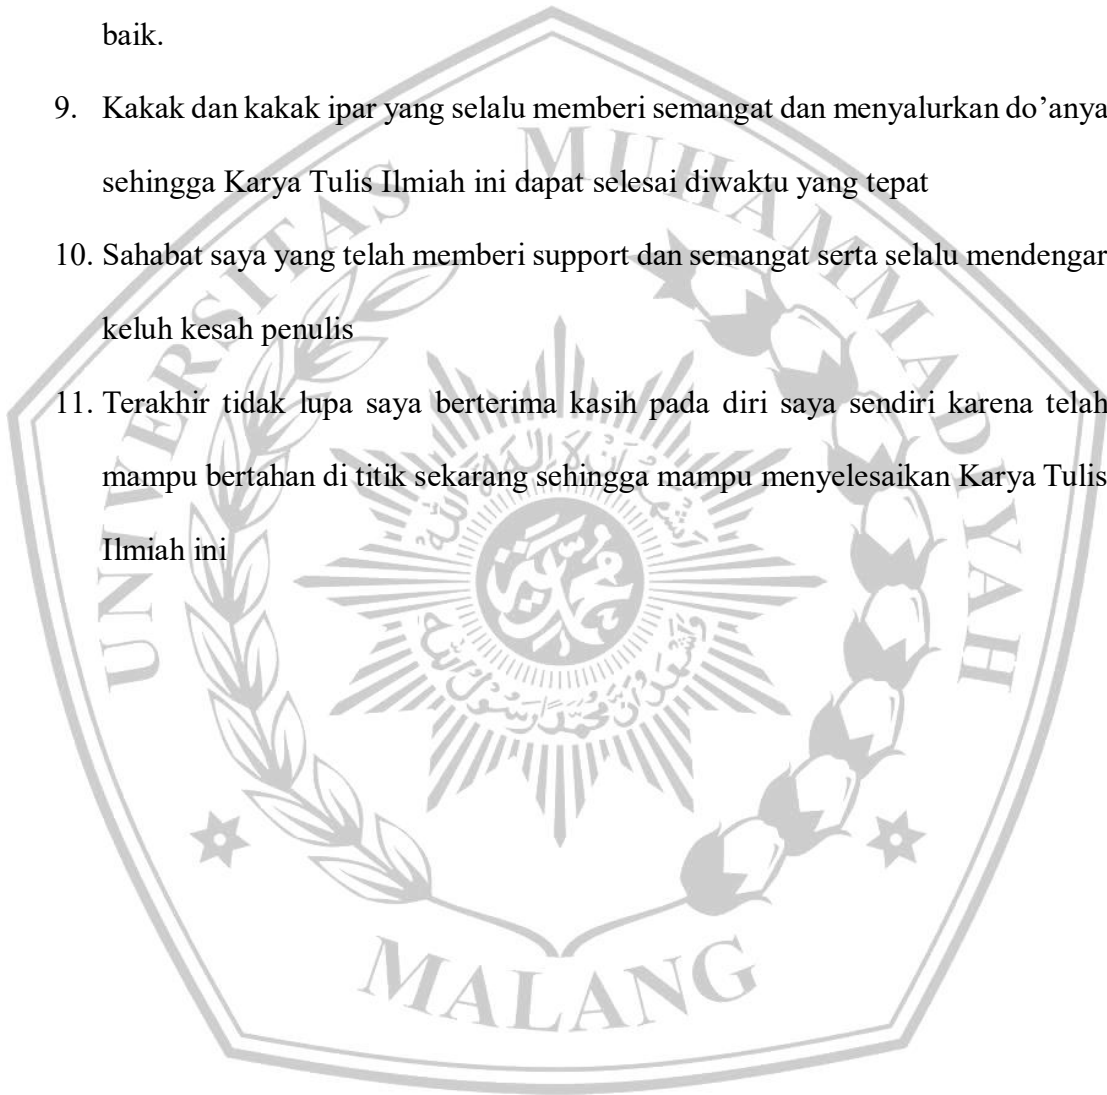 baik.
9. Kakak dan kakak ipar yang selalu memberi semangat dan menyalurkan do’anya
sehingga Karya Tulis Ilmiah ini dapat selesai diwaktu yang tepat
10. Sahabat saya yang telah memberi support dan semangat serta selalu mendengar
keluh kesah penulis
11. Terakhir tidak lupa saya berterima kasih pada diri saya sendiri karena telah
mampu bertahan di titik sekarang sehingga mampu menyelesaikan Karya Tulis
Ilmiah ini
UNIVERSITAS MUHAMMADIYAH
MALANG